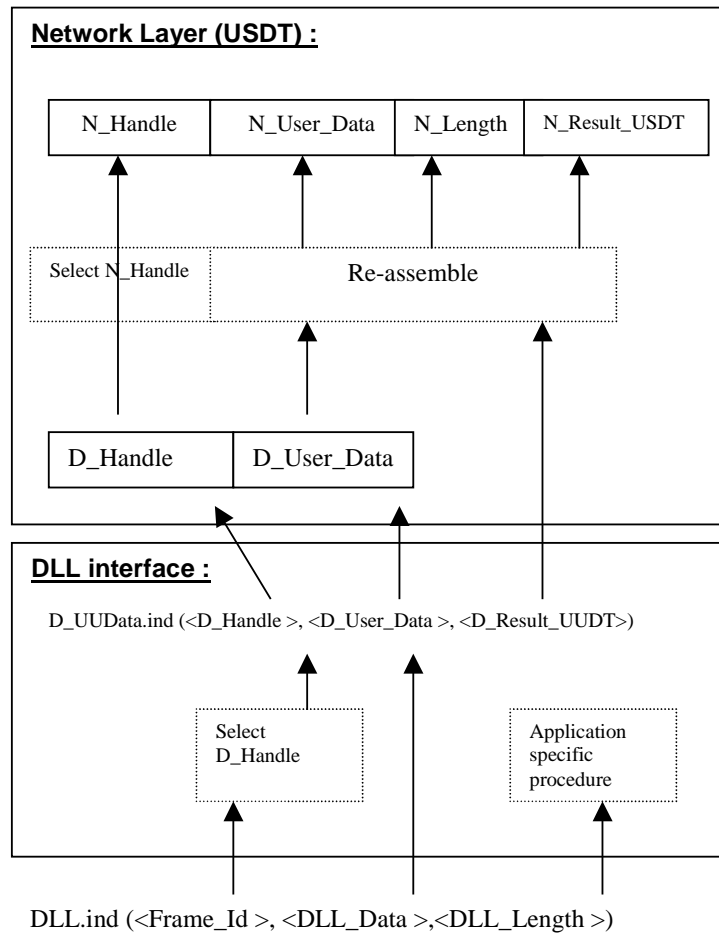 Network Layer (USDT) :
N_Handle N_User_Data N_Length N_Result_USDT
Select N_Handle Re-assemble
D_Handle D_User_Data
DLL interface :
D_UUData.ind (<D_Handle >, <D_User_Data >, <D_Result_UUDT>)
Select
D_Handle
Application
specific
procedure
DLL.ind (<Frame_Id >, <DLL_Data >,<DLL_Length >)